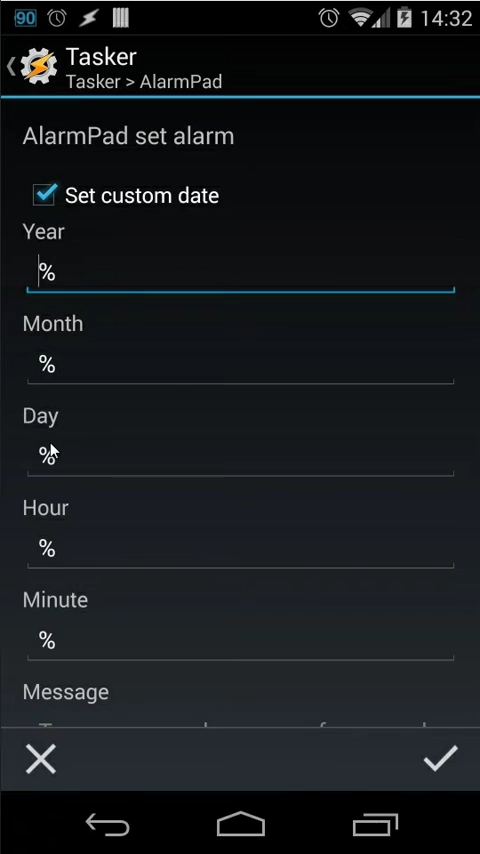 90
14:32
Tasker
Tasker > AlarmPad
AlarmPad set alarm
Set custom date
Year
%
Month
%
Day
%
Hour
%
Minute
%
Message